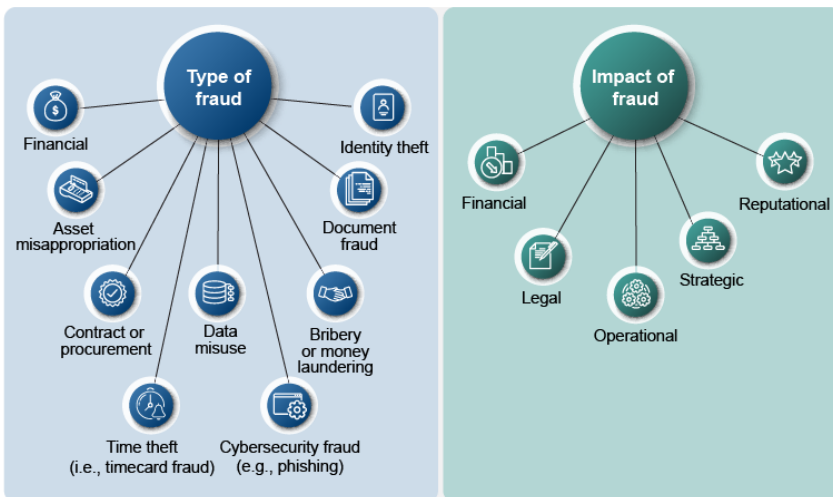 Type of
fraud
Financial
Identity theft
Asset
misappropriation
Document
fraud
Contract or
procurement
Data
misuse
Bribery
or money
laundering
Time theft
(i.e., timecard fraud)
Cybersecurity fraud
(e.g., phishing)
Impact of
fraud
Financial
Reputational
Legal
Strategic
Operational